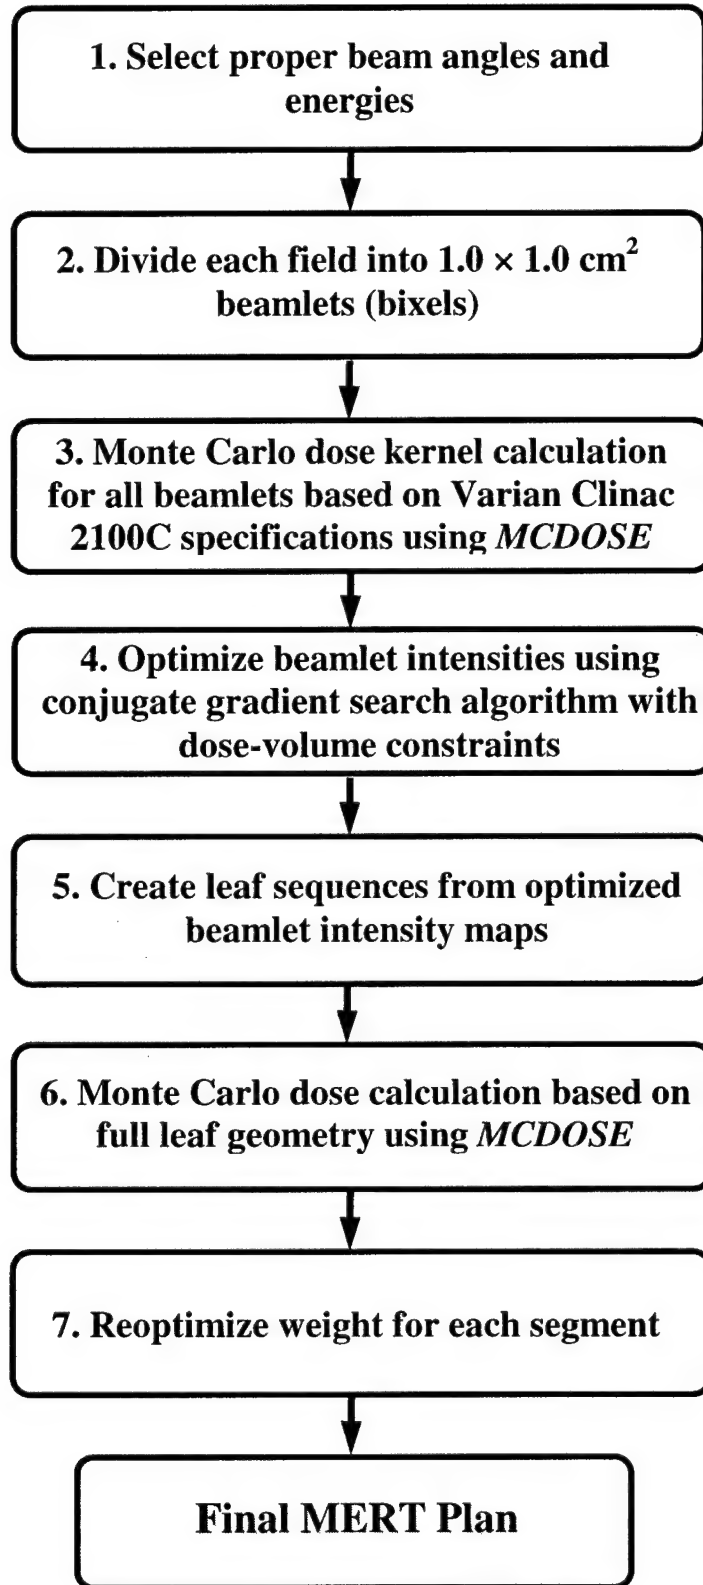 1. Select proper beam angles and
energies
2. Divide each field into 1.0 × 1.0 cm²
beamlets (bixels)
3. Monte Carlo dose kernel calculation
for all beamlets based on Varian Clinac
2100C specifications using MCDOSE
4. Optimize beamlet intensities using
conjugate gradient search algorithm with
dose-volume constraints
5. Create leaf sequences from optimized
beamlet intensity maps
6. Monte Carlo dose calculation based on
full leaf geometry using MCDOSE
7. Reoptimize weight for each segment
Final MERT Plan